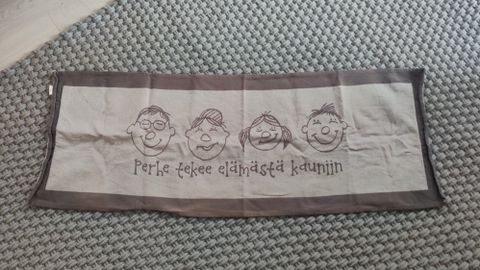 Perhe tekee elämästä kauniin